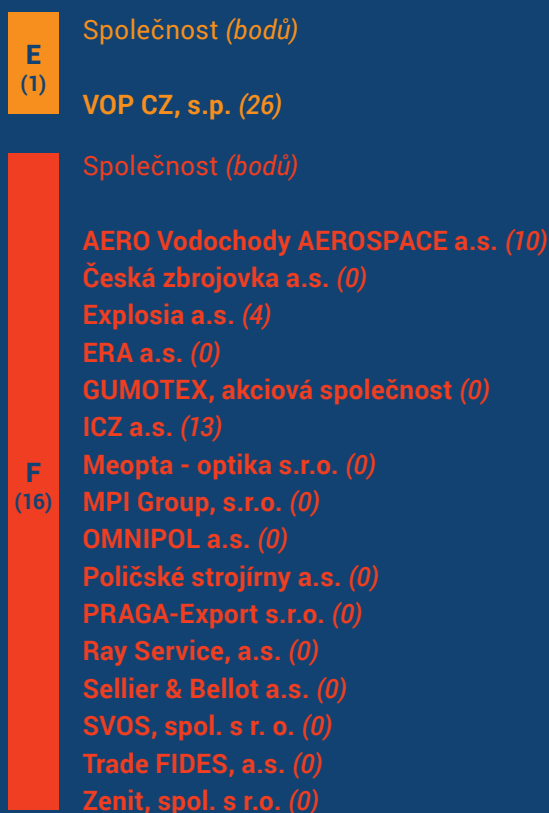 E
(1)
Společnost (bodů)
VOP CZ, s.p. (26)
F
(16)
Společnost (bodů)
AERO Vodochody AEROSPACE a.s. (10)
Česká zbrojovka a.s. (0)
Explosia a.s. (4)
ERA a.s. (0)
GUMOTEX, akciová společnost (0)
ICZ a.s. (13)
Meopta - optika s.r.o. (0)
MPI Group, s.r.o. (0)
OMNIPOL a.s. (0)
Poličské strojírny a.s. (0)
PRAGA-Export s.r.o. (0)
Ray Service, a.s. (0)
Sellier & Bellot a.s. (0)
SVOS, spol. s r. o. (0)
Trade FIDES, a.s. (0)
Zenit, spol. s r.o. (0)